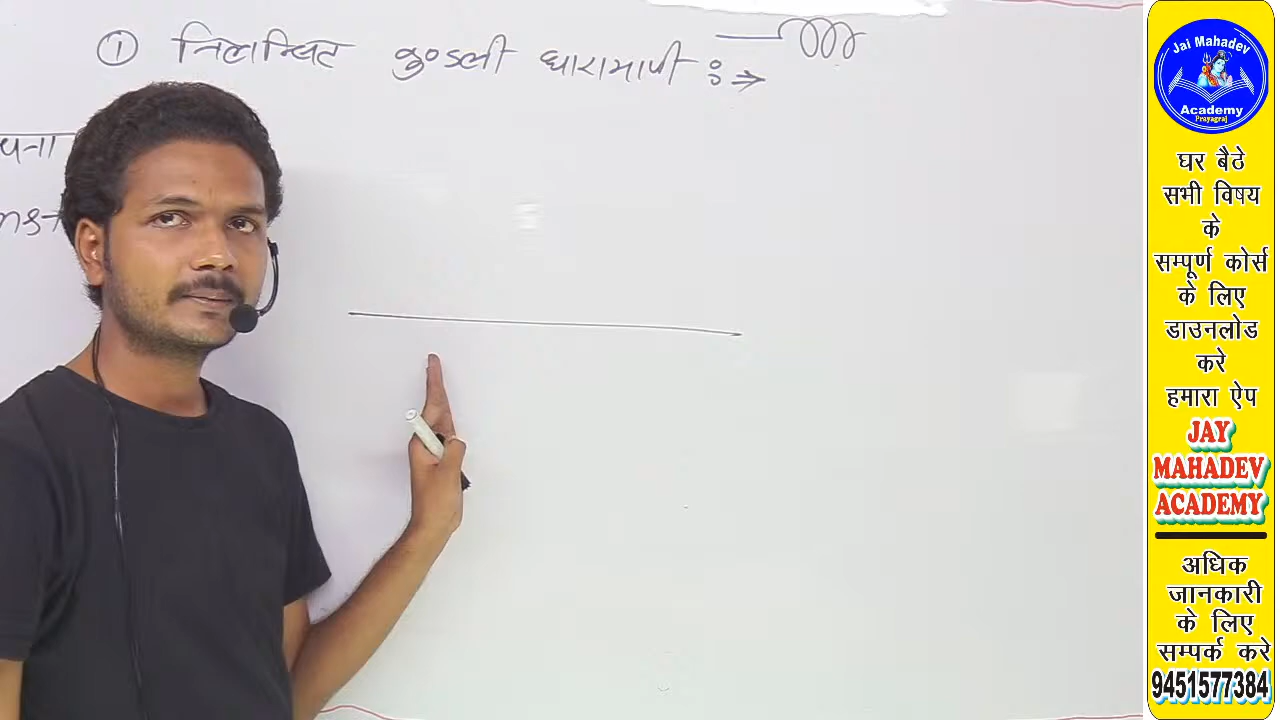 ① निलम्बित कुण्डली धारामापी :→
Jai Mahadev
Academy
Prayagraj
घर बैठे
सभी विषय
के
सम्पूर्ण कोर्स
के लिए
डाउनलोड
करे
हमारा ऐप
JAY
MAHADEV
ACADEMY
अधिक
जानकारी
के लिए
सम्पर्क करे
9451577384